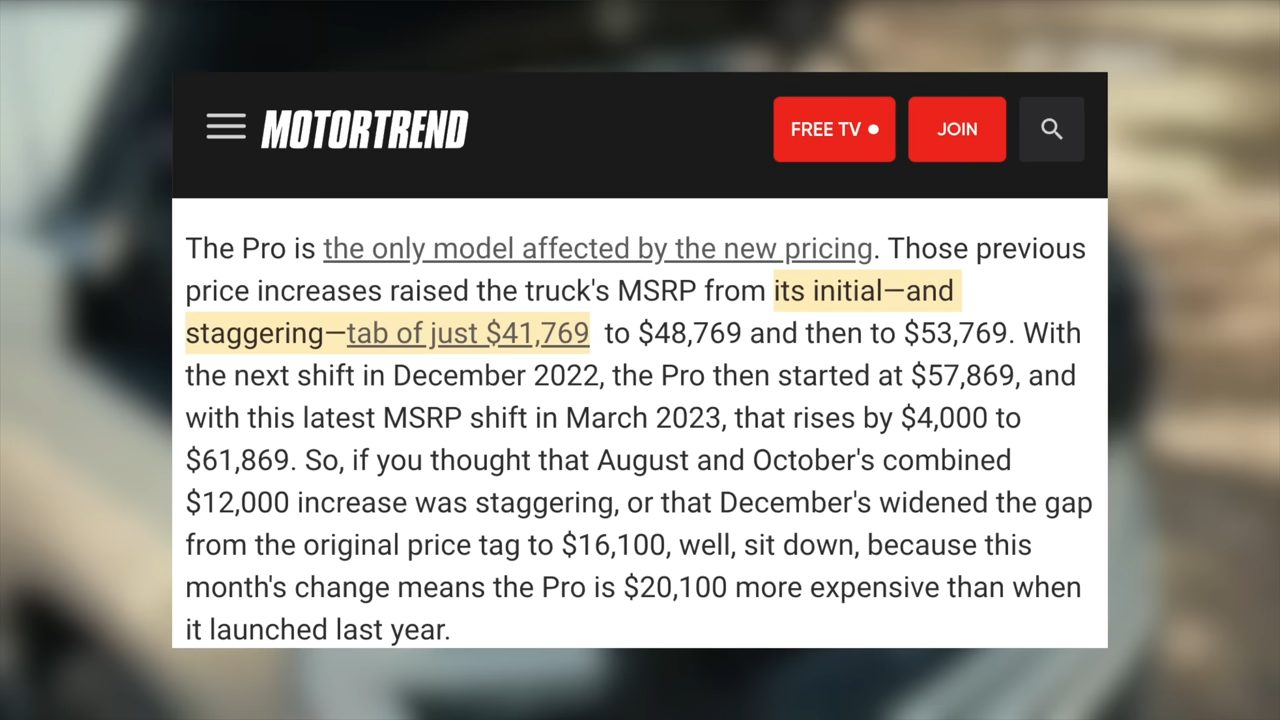 MOTORTREND
FREE TV
JOIN
The Pro is the only model affected by the new pricing. Those previous
price increases raised the truck's MSRP from its initial—and
staggering—tab of just $41,769 to $48,769 and then to $53,769. With
the next shift in December 2022, the Pro then started at $57,869, and
with this latest MSRP shift in March 2023, that rises by $4,000 to
$61,869. So, if you thought that August and October's combined
$12,000 increase was staggering, or that December's widened the gap
from the original price tag to $16,100, well, sit down, because this
month's change means the Pro is $20,100 more expensive than when
it launched last year.